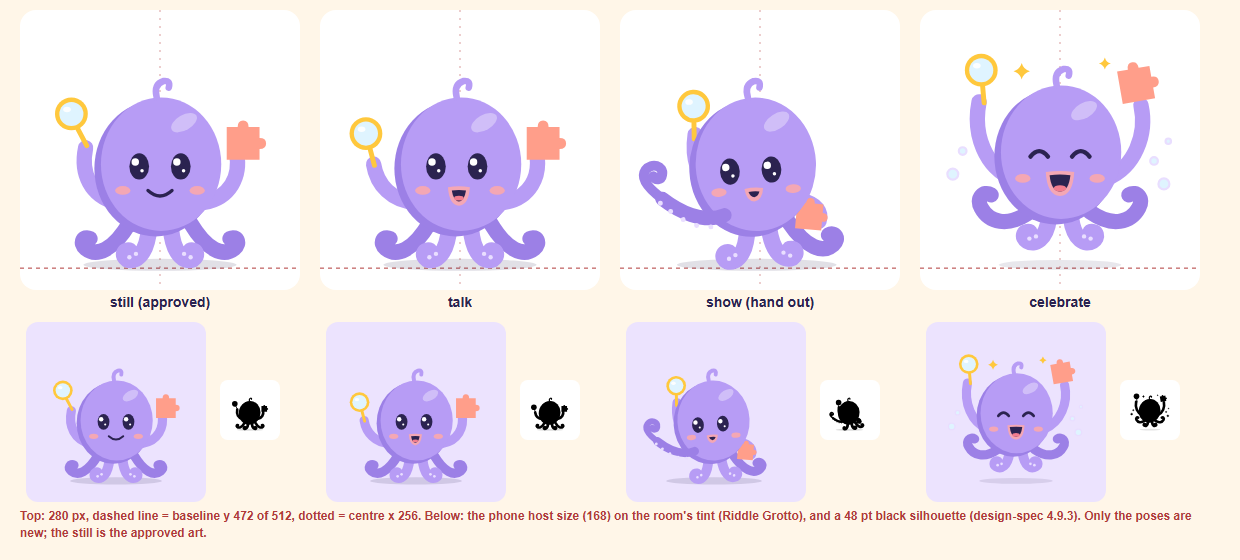 still (approved)
talk
show (hand out)
celebrate
Top: 280 px, dashed line = baseline y 472 of 512, dotted = centre x 256. Below: the phone host size (168) on the room's tint (Riddle Grotto), and a 48 pt black silhouette (design-spec 4.9.3). Only the poses are
new; the still is the approved art.